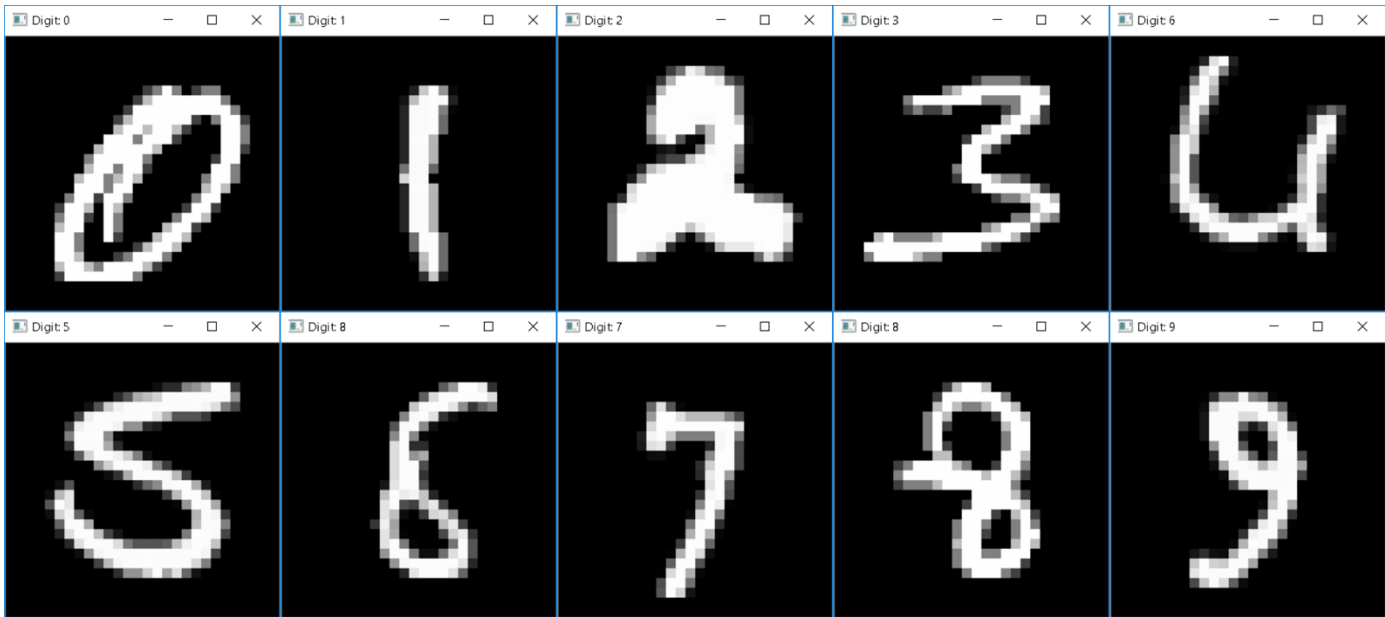 Digit: 0
Digit: 1
Digit: 2
Digit: 3
Digit: 6
0
1
2
3
4
Digit: 5
Digit: 8
Digit: 7
Digit: 8
Digit: 9
5
6
7
8
9